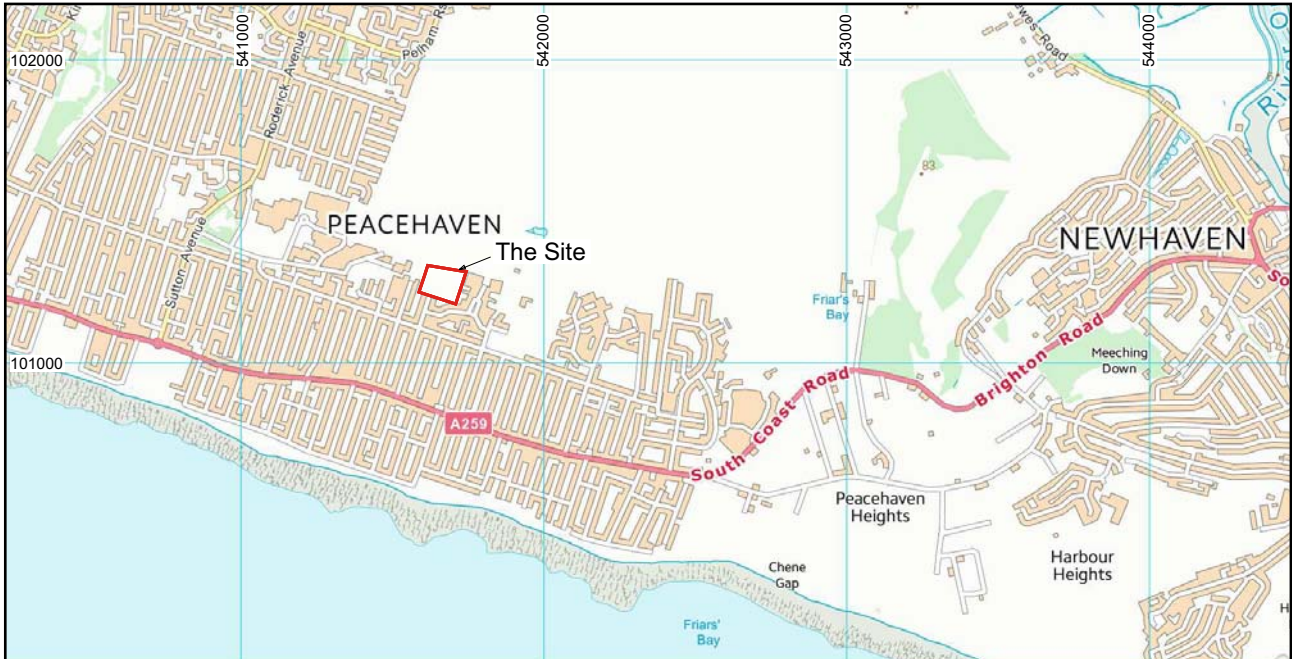 541000
542000
543000
544000
102000
Pelham
Roderick Avenue
Road
83
PEACEHAVEN
The Site
NEWHAVEN
Sutton Avenue
Friar's
Bay
101000
Meeching
Down
Brighton Road
South Coast Road
A259
Peacehaven
Heights
Harbour
Heights
Chene
Gap
Friars'
Bay